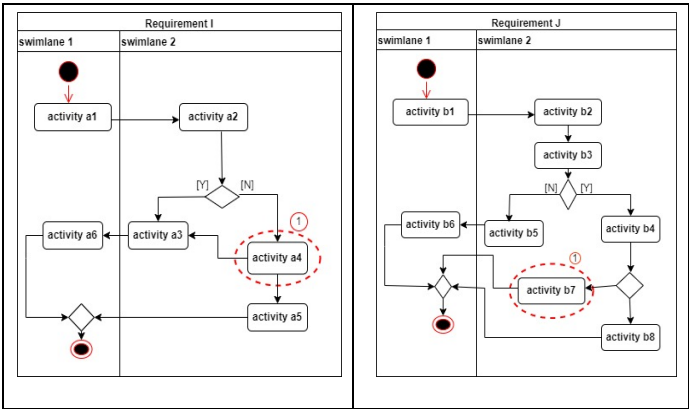 Requirement I
swimlane 1
swimlane 2
activity a1
activity a2
[Y]
[N]
1
activity a6
activity a3
activity a4
activity a5
Requirement J
swimlane 1
swimlane 2
activity b1
activity b2
activity b3
[N]
[Y]
activity b6
activity b5
activity b4
1
activity b7
activity b8